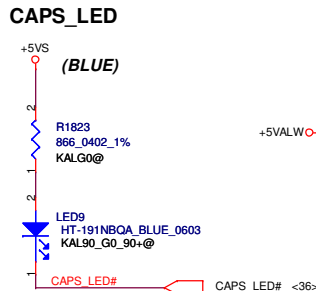 CAPS_LED
+5VS
(BLUE)
2
R1823
866_0402_1%
KALG0@
+5VALW
1
2
LED9
HT-191NBQA_BLUE_0603
KAL90_G0_90+@
1
CAPS_LED#
CAPS_LED# <36>